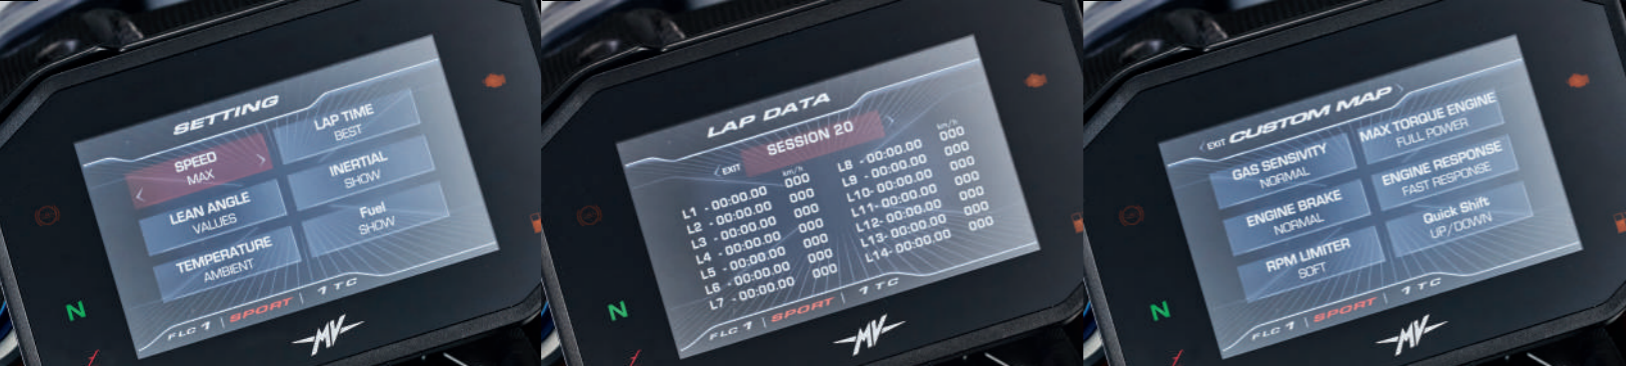 SETTING
SPEED
MAX
LAP TIME
BEST
LEAN ANGLE
VALUES
INERTIAL
SHOW
TEMPERATURE
AMBIENT
Fuel
SHOW
FLC 1 | SPORT | 1 TC
N
MV
LAP DATA
EXIT
SESSION 20
km/h
L1 - 00:00.00 000
L2 - 00:00.00 000
L3 - 00:00.00 000
L4 - 00:00.00 000
L5 - 00:00.00 000
L6 - 00:00.00 000
L7 - 00:00.00 000
km/h
L8 - 00:00.00 000
L9 - 00:00.00 000
L10- 00:00.00 000
L11- 00:00.00 000
L12- 00:00.00 000
L13- 00:00.00 000
L14- 00:00.00 000
FLC 1 | SPORT | 1 TC
N
MV
EXIT CUSTOM MAP
GAS SENSIVITY
NORMAL
MAX TORQUE ENGINE
FULL POWER
ENGINE BRAKE
NORMAL
ENGINE RESPONSE
FAST RESPONSE
RPM LIMITER
SOFT
Quick Shift
UP/DOWN
FLC 1 | SPORT | 1 TC
N
MV